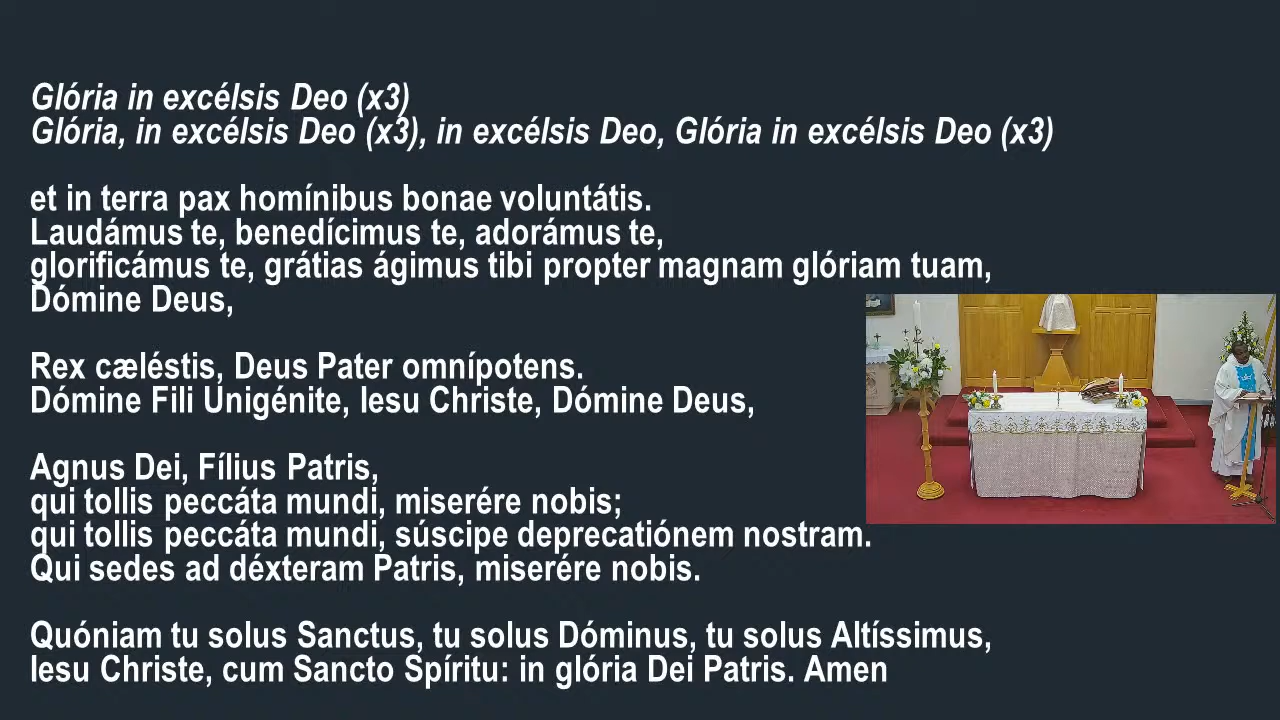 Glória in excélsis Deo (x3)
Glória, in excélsis Deo (x3), in excélsis Deo, Glória in excélsis Deo (x3)
et in terra pax homínibus bonae voluntátis.
Laudámus te, benedícimus te, adorámus te,
glorificámus te, grátias ágimus tibi propter magnam glóriam tuam,
Dómine Deus,
Rex cæléstis, Deus Pater omnípotens.
Dómine Fili Unigénite, Iesu Christe, Dómine Deus,
Agnus Dei, Fílius Patris,
qui tollis peccáta mundi, miserére nobis;
qui tollis peccáta mundi, súscipe deprecatiónem nostram.
Qui sedes ad déxteram Patris, miserére nobis.
Quóniam tu solus Sanctus, tu solus Dóminus, tu solus Altíssimus,
Iesu Christe, cum Sancto Spíritu: in glória Dei Patris. Amen